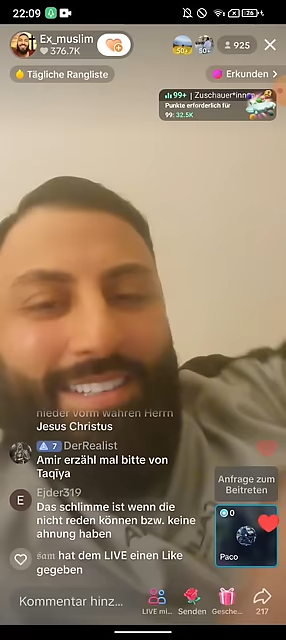 22:09
Ex_muslim
376.7K
50+
50+
925
Tägliche Rangliste
Erkunden >
99+ | Zuschauer*innen
Punkte erforderlich für
99: 32.5K
nieder vorm wahren Herrn
Jesus Christus
7 DerRealist
Amir erzähl mal bitte von
Taqīya
E Ejder319
Das schlimme ist wenn die
nicht reden können bzw. keine
ahnung haben
sam hat dem LIVE einen Like
gegeben
Anfrage zum
Beitreten
0
Paco
Kommentar hinz...
LIVE mi...
Senden
Gesche...
217